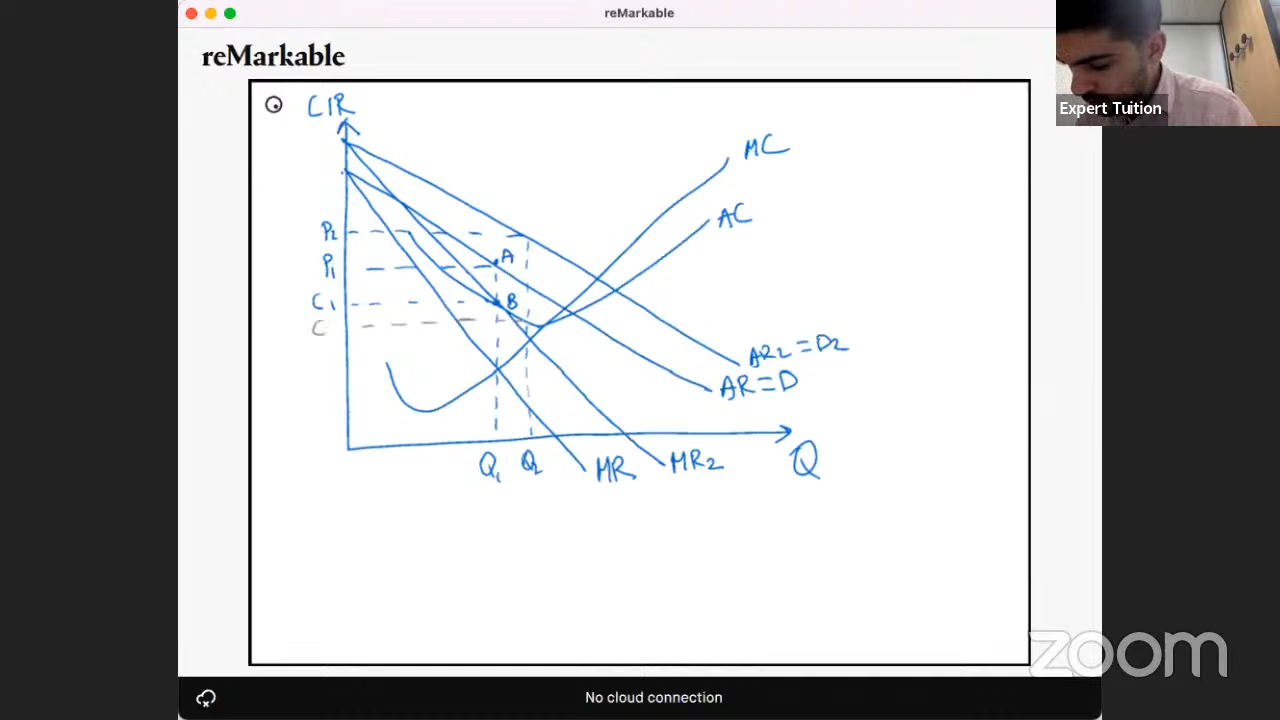 reMarkable
reMarkable
Expert Tuition
C/R
MC
AC
P2
P1
A
C1
B
C
AR2 = D2
AR = D
Q1
Q2
MR
MR2
Q
zoom
No cloud connection